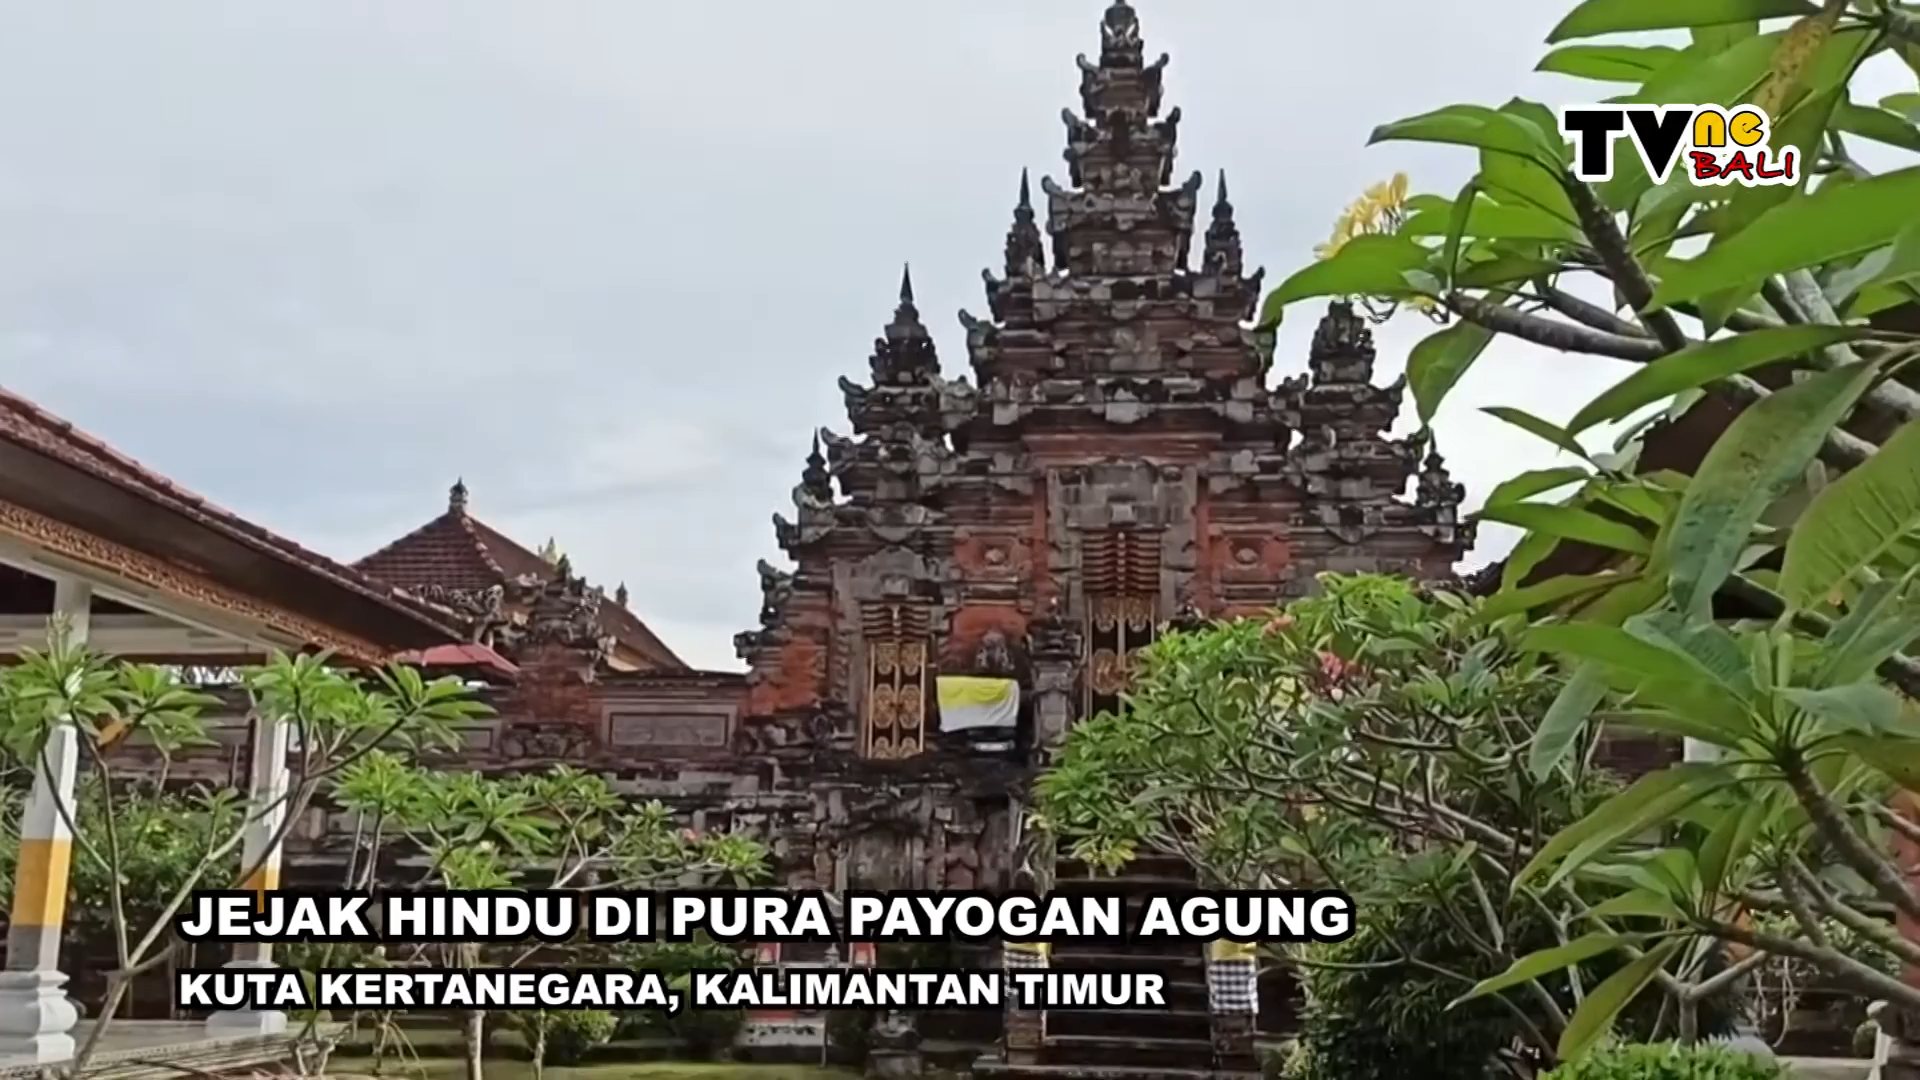 TVne
BALI
JEJAK HINDU DI PURA PAYOGAN AGUNG
KUTA KERTANEGARA, KALIMANTAN TIMUR